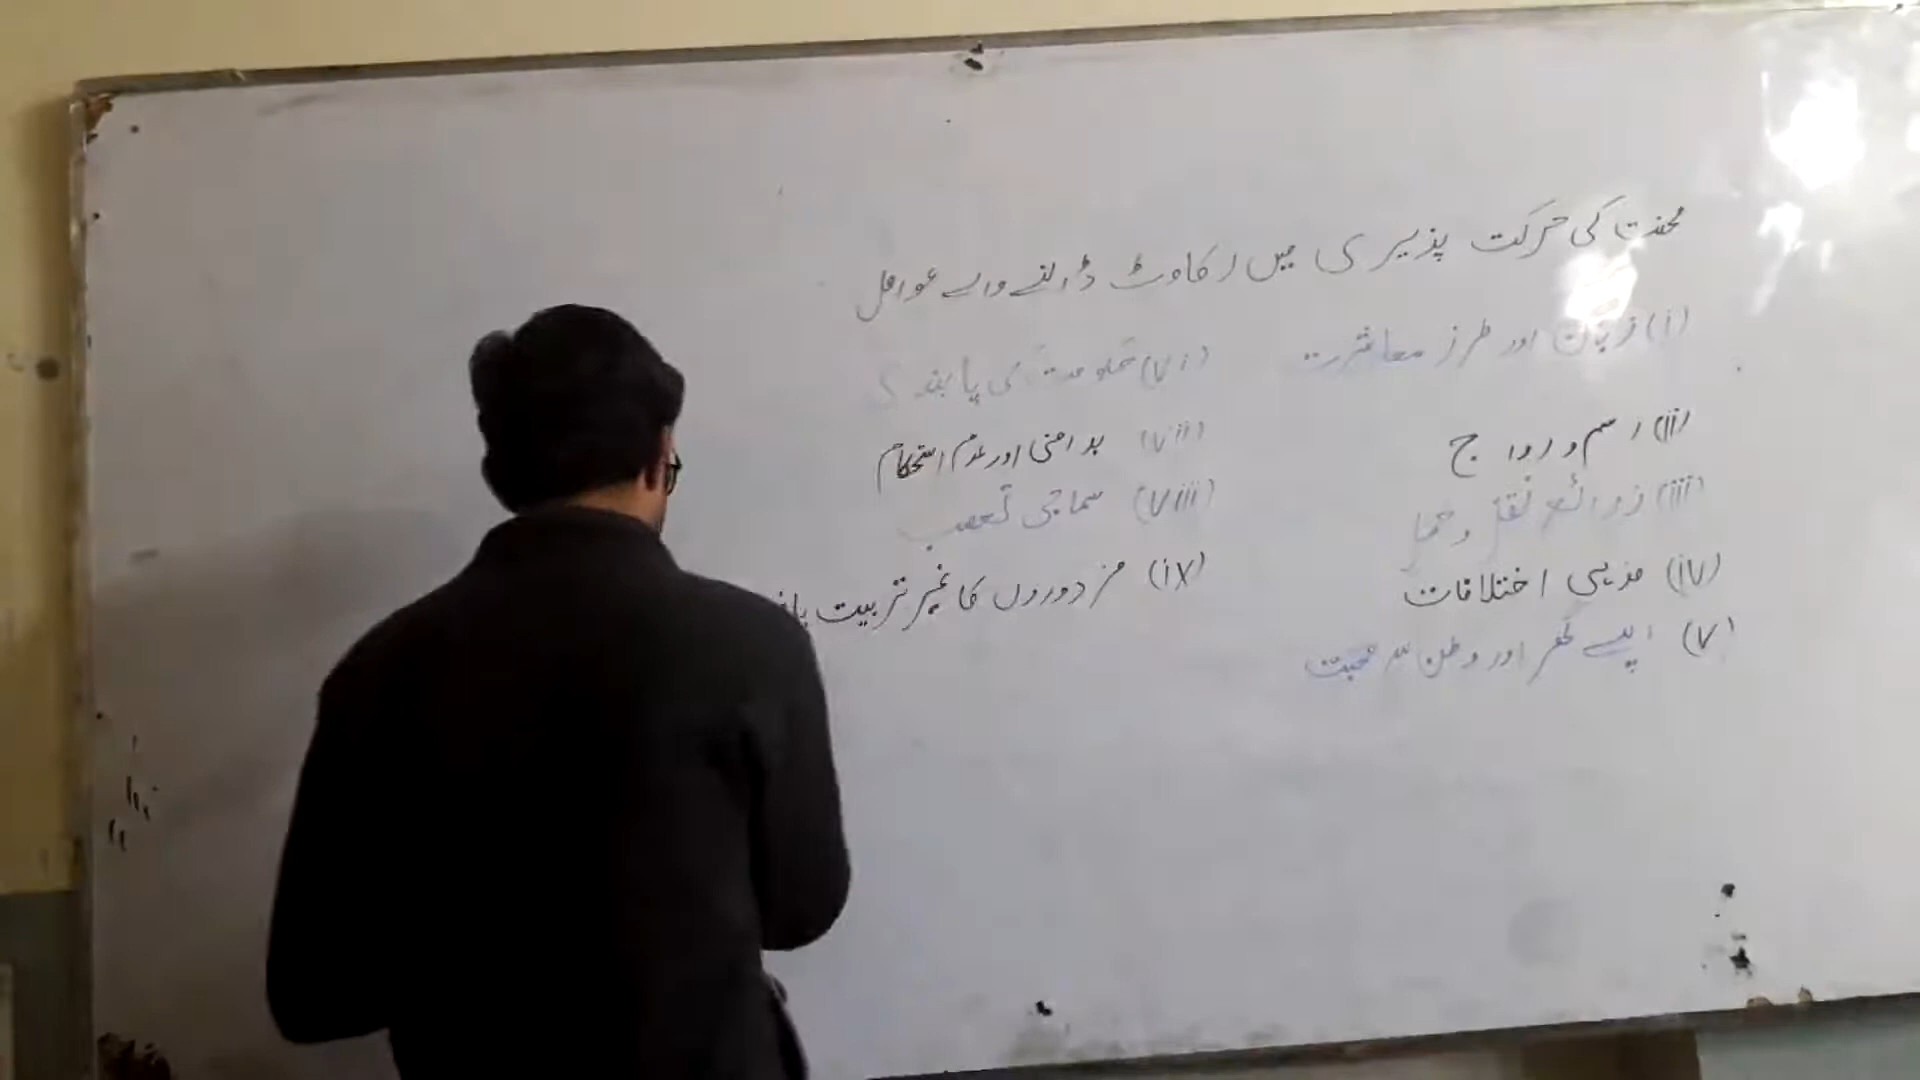 محنت کی حرکت پذیری میں رکاوٹ ڈالنے والے عوامل
(i) زبان اور طرز معاشرت
(ii) رسم و رواج
(iii) ذرائع نقل و حمل
(iv) مذہبی اختلافات
(v) اپنے گھر اور وطن سے محبت
(vi) حکومت کی پابندی
(vii) بدامنی اور عدم استحکام
(viii) سماجی تعصب
(ix) مزدوروں کا غیر تربیت